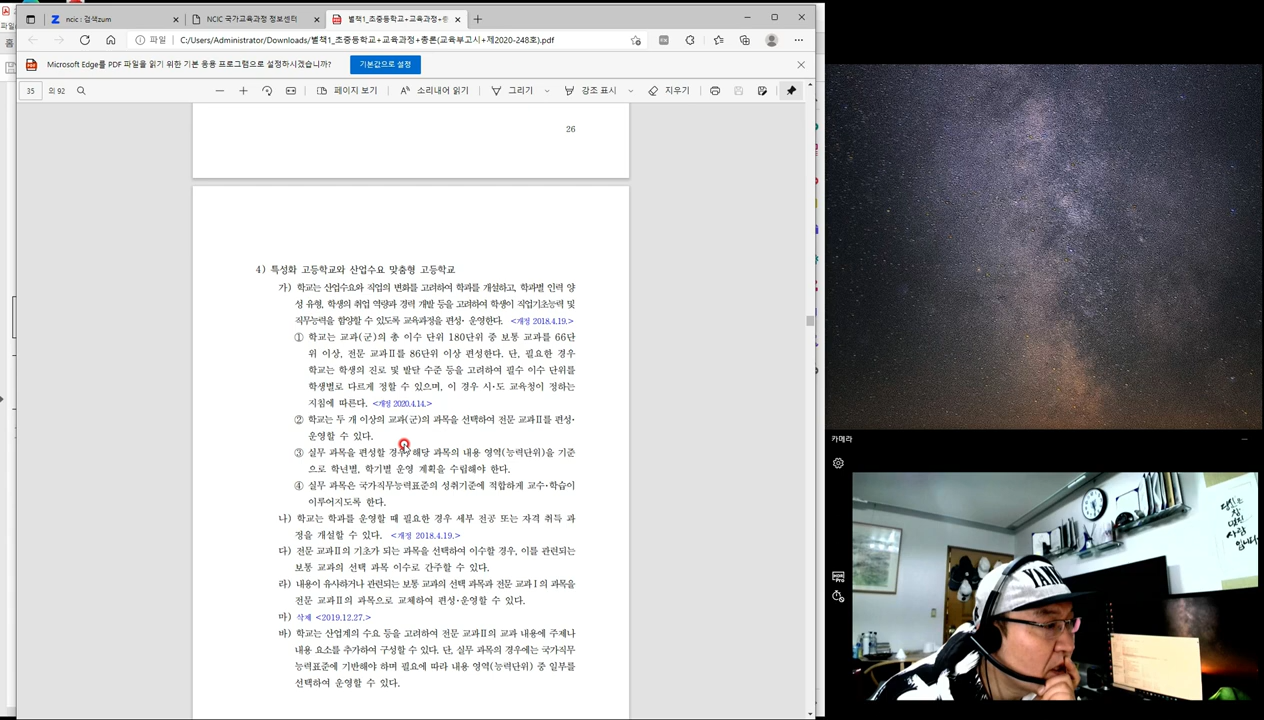 ncic : 검색zum
NCIC 국가교육과정 정보센터
별책1_초중등학교+교육과정+총
파일
C:/Users/Administrator/Downloads/별책1_초중등학교+교육과정+총론(교육부고시+제2020-248호).pdf
Microsoft Edge를 PDF 파일을 읽기 위한 기본 응용 프로그램으로 설정하시겠습니까?
기본값으로 설정
35 의 92
페이지 보기
소리내어 읽기
그리기
강조 표시
지우기
26
4) 특성화 고등학교와 산업수요 맞춤형 고등학교
가) 학교는 산업수요와 직업의 변화를 고려하여 학과를 개설하고, 학과별 인력 양
성 유형, 학생의 취업 역량과 경력 개발 등을 고려하여 학생이 직업기초능력 및
직무능력을 함양할 수 있도록 교육과정을 편성· 운영한다. <개정 2018.4.19.>
① 학교는 교과(군)의 총 이수 단위 180단위 중 보통 교과를 66단
위 이상, 전문 교과Ⅱ를 86단위 이상 편성한다. 단, 필요한 경우
학교는 학생의 진로 및 발달 수준 등을 고려하여 필수 이수 단위를
학생별로 다르게 정할 수 있으며, 이 경우 시·도 교육청이 정하는
지침에 따른다. <개정 2020.4.14.>
② 학교는 두 개 이상의 교과(군)의 과목을 선택하여 전문 교과Ⅱ를 편성·
운영할 수 있다.
③ 실무 과목을 편성할 경우, 해당 과목의 내용 영역(능력단위)을 기준
으로 학년별, 학기별 운영 계획을 수립해야 한다.
④ 실무 과목은 국가직무능력표준의 성취기준에 적합하게 교수·학습이
이루어지도록 한다.
나) 학교는 학과를 운영할 때 필요한 경우 세부 전공 또는 자격 취득 과
정을 개설할 수 있다. <개정 2018.4.19.>
다) 전문 교과Ⅱ의 기초가 되는 과목을 선택하여 이수할 경우, 이를 관련되는
보통 교과의 선택 과목 이수로 간주할 수 있다.
라) 내용이 유사하거나 관련되는 보통 교과의 선택 과목과 전문 교과Ⅰ의 과목을
전문 교과Ⅱ의 과목으로 교체하여 편성·운영할 수 있다.
마) 삭제 <2019.12.27.>
바) 학교는 산업계의 수요 등을 고려하여 전문 교과Ⅱ의 교과 내용에 주제나
내용 요소를 추가하여 구성할 수 있다. 단, 실무 과목의 경우에는 국가직무
능력표준에 기반해야 하며 필요에 따라 내용 영역(능력단위) 중 일부를
선택하여 운영할 수 있다.
카메라
당신은
참
멋진
사람
입니다
YANK